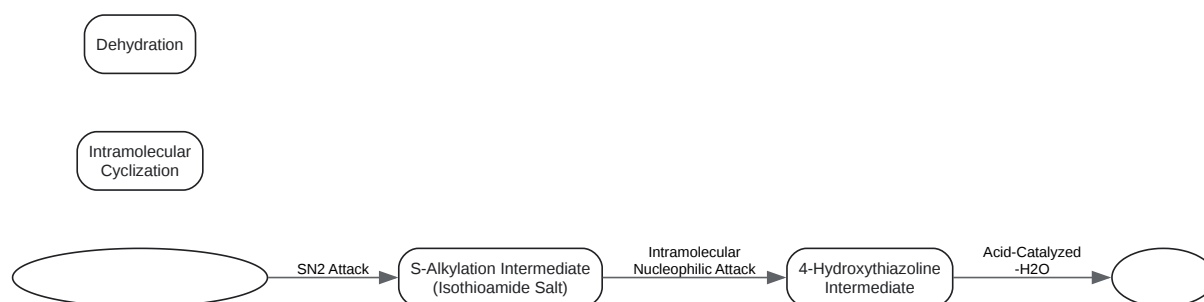 Dehydration
Intramolecular
Cyclization
SN2 Attack
S-Alkylation Intermediate
(Isothioamide Salt)
Intramolecular
Nucleophilic Attack
4-Hydroxythiazoline
Intermediate
Acid-Catalyzed
-H2O